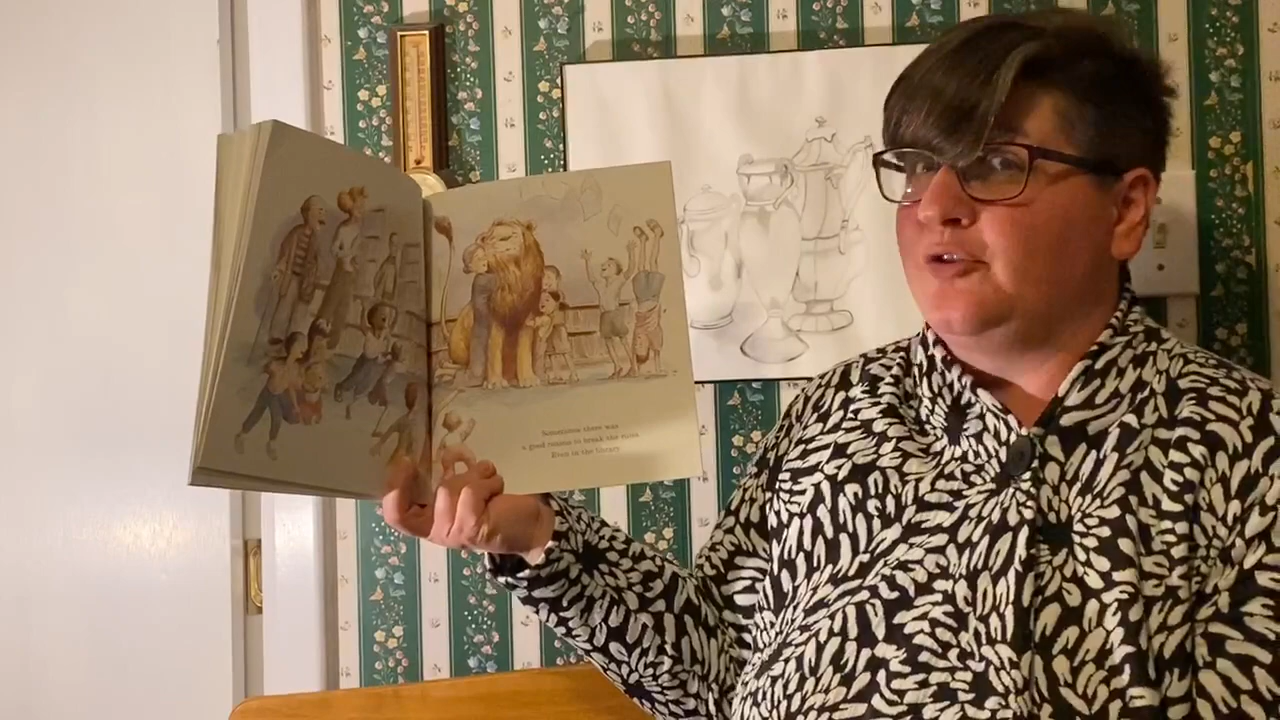 Sometimes there was
a good reason to break the rules.
Even in the library.